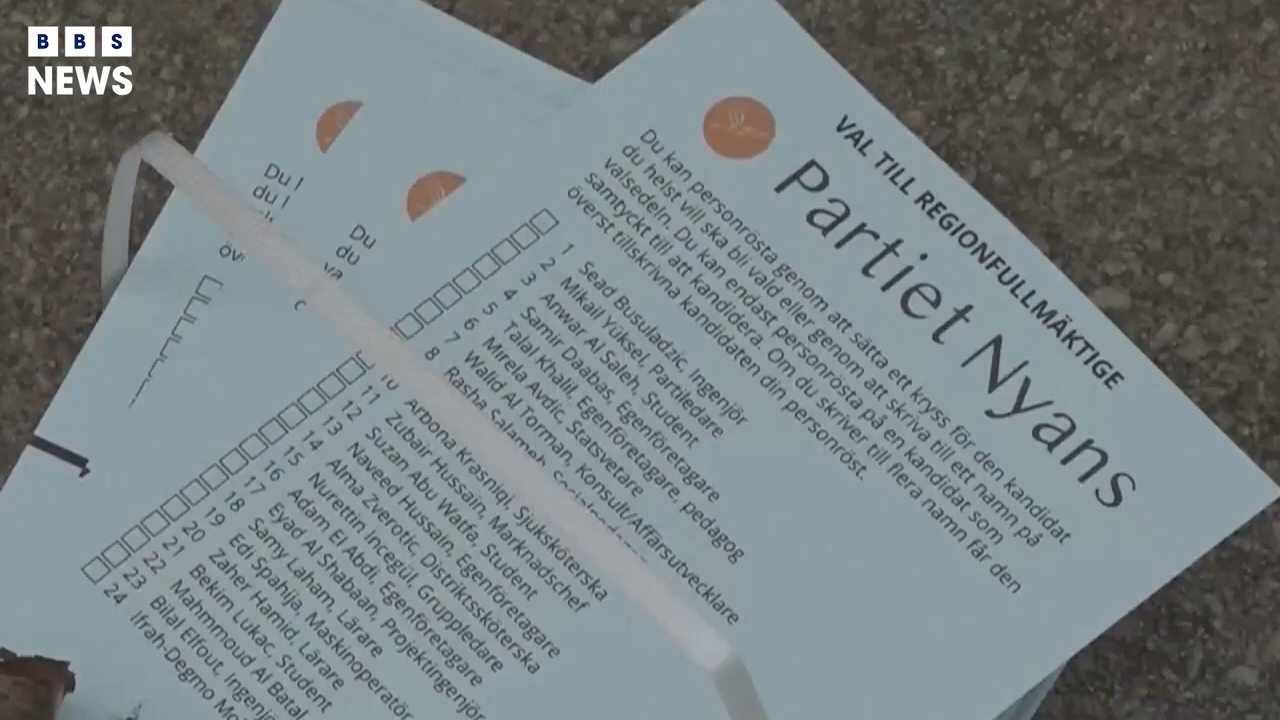 BBS
NEWS
VAL TILL REGIONFULLMÄKTIGE
Partiet Nyans
Du kan personrösta genom att sätta ett kryss för den kandidat
du helst vill ska bli vald eller genom att skriva till ett namn på
valsedeln. Du kan endast personrösta på en kandidat som
samtyckt till att kandidera. Om du skriver till flera namn får den
överst tillskrivna kandidaten din personröst.
1 Sead Busuladzic, Ingenjör
2 Mikail Yüksel, Partiledare
3 Anwar Al Saleh, Student
4 Samir Daabas, Egenföretagare
5 Talal Khalil, Egenföretagare, pedagog
6 Mirela Avdic, Statsvetare
7 Walid Al Torman, Konsult/Affärsutvecklare
8 Rasha Salameh,
10 Arbona Krasniqi, Sjuksköterska
11 Zubair Hussain, Marknadschef
12 Suzan Abu Watfa, Student
13 Naveed Hussain, Egenföretagare
14 Alma Zverotic, Distriktssköterska
15 Nurettin Incegül, Gruppledare
16 Adam El Abdi, Egenföretagare
17 Eyad Al Shabaan, Projektingenjör
18 Samy Laham, Lärare
19 Edi Spahija, Maskinoperatör
20 Zaher Hamid, Lärare
21 Bekim Lukac, Student
22 Mahmmoud Al Batal
23 Bilal Elfout, Ingenjö
24 Ifrah-Degmo Mo
Du
du
va
Du
du